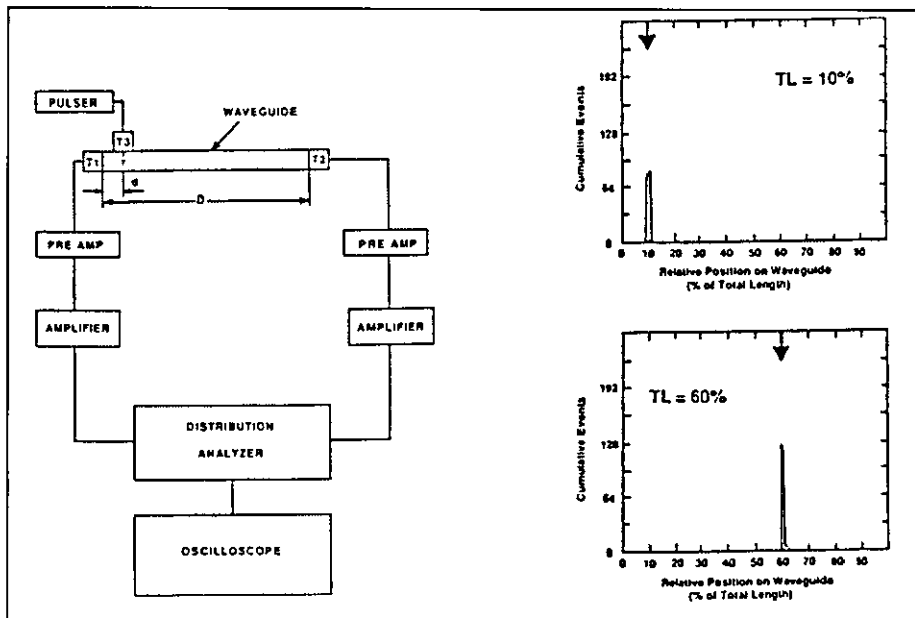 PULSER
WAVEGUIDE
T1
T3
T2
d
D
PRE AMP
PRE AMP
AMPLIFIER
AMPLIFIER
DISTRIBUTION
ANALYZER
OSCILLOSCOPE
TL = 10%
Cumulative Events
192
128
64
0
0 10 20 30 40 50 60 70 80 90
Relative Position on Waveguide
(% of Total Length)
TL = 60%
Cumulative Events
192
128
64
0
0 10 20 30 40 50 60 70 80 90
Relative Position on Waveguide
(% of Total Length)